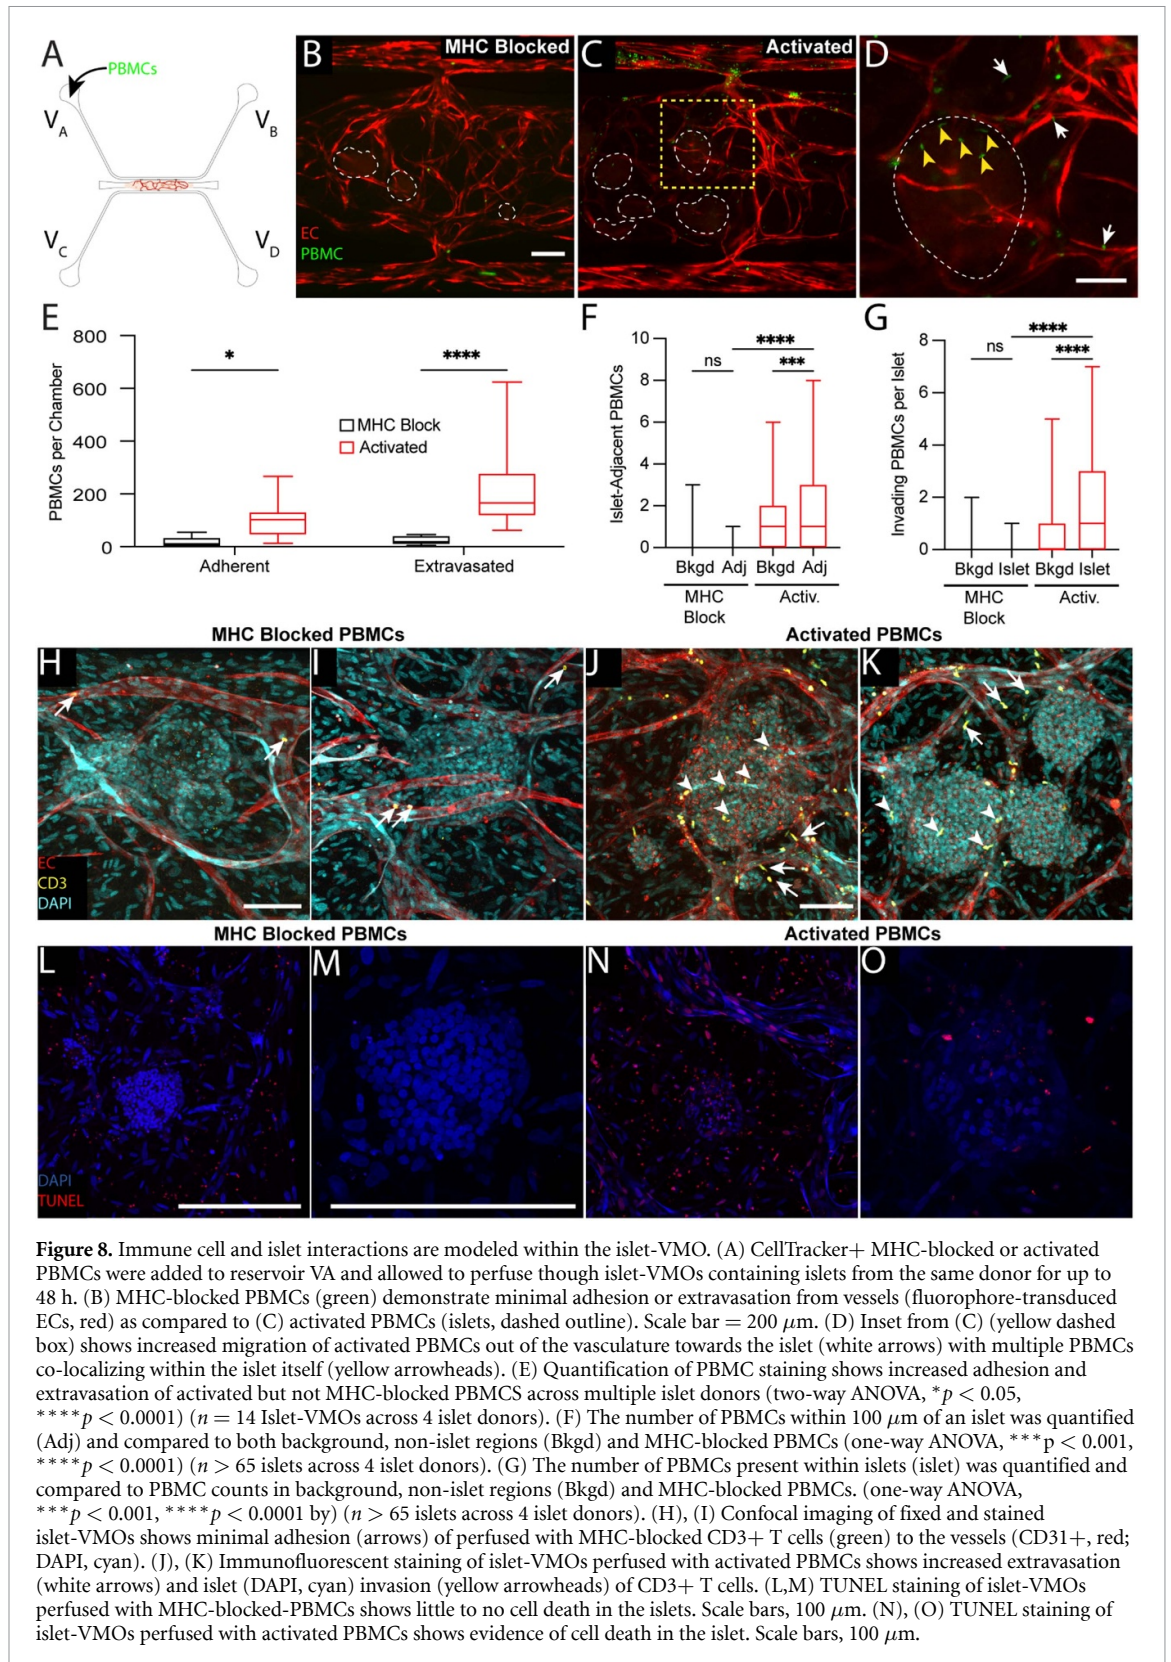 A
PBMCs
VA
VB
VC
VD
B
MHC Blocked
EC
PBMC
C
Activated
D
E
PBMCs per Chamber
800
600
400
200
0
*
****
MHC Block
Activated
Adherent
Extravasated
F
Islet-Adjacent PBMCs
10
8
6
4
2
0
ns
****
***
Bkgd Adj Bkgd Adj
MHC Block
Activ.
G
Invading PBMCs per Islet
8
6
4
2
0
ns
****
****
Bkgd Islet Bkgd Islet
MHC Block
Activ.
MHC Blocked PBMCs
Activated PBMCs
H
EC
CD3
DAPI
I
J
K
MHC Blocked PBMCs
Activated PBMCs
L
DAPI
TUNEL
M
N
O
Figure 8. Immune cell and islet interactions are modeled within the islet-VMO. (A) CellTracker+ MHC-blocked or activated
PBMCs were added to reservoir VA and allowed to perfuse though islet-VMOs containing islets from the same donor for up to
48 h. (B) MHC-blocked PBMCs (green) demonstrate minimal adhesion or extravasation from vessels (fluorophore-transduced
ECs, red) as compared to (C) activated PBMCs (islets, dashed outline). Scale bar = 200 μm. (D) Inset from (C) (yellow dashed
box) shows increased migration of activated PBMCs out of the vasculature towards the islet (white arrows) with multiple PBMCs
co-localizing within the islet itself (yellow arrowheads). (E) Quantification of PBMC staining shows increased adhesion and
extravasation of activated but not MHC-blocked PBMCS across multiple islet donors (two-way ANOVA, *p < 0.05,
****p < 0.0001) (n = 14 Islet-VMOs across 4 islet donors). (F) The number of PBMCs within 100 μm of an islet was quantified
(Adj) and compared to both background, non-islet regions (Bkgd) and MHC-blocked PBMCs (one-way ANOVA, ***p < 0.001,
****p < 0.0001) (n > 65 islets across 4 islet donors). (G) The number of PBMCs present within islets (islet) was quantified and
compared to PBMC counts in background, non-islet regions (Bkgd) and MHC-blocked PBMCs. (one-way ANOVA,
***p < 0.001, ****p < 0.0001 by) (n > 65 islets across 4 islet donors). (H), (I) Confocal imaging of fixed and stained
islet-VMOs shows minimal adhesion (arrows) of perfused with MHC-blocked CD3+ T cells (green) to the vessels (CD31+, red;
DAPI, cyan). (J), (K) Immunofluorescent staining of islet-VMOs perfused with activated PBMCs shows increased extravasation
(white arrows) and islet (DAPI, cyan) invasion (yellow arrowheads) of CD3+ T cells. (L,M) TUNEL staining of islet-VMOs
perfused with MHC-blocked-PBMCs shows little to no cell death in the islets. Scale bars, 100 μm. (N), (O) TUNEL staining of
islet-VMOs perfused with activated PBMCs shows evidence of cell death in the islet. Scale bars, 100 μm.